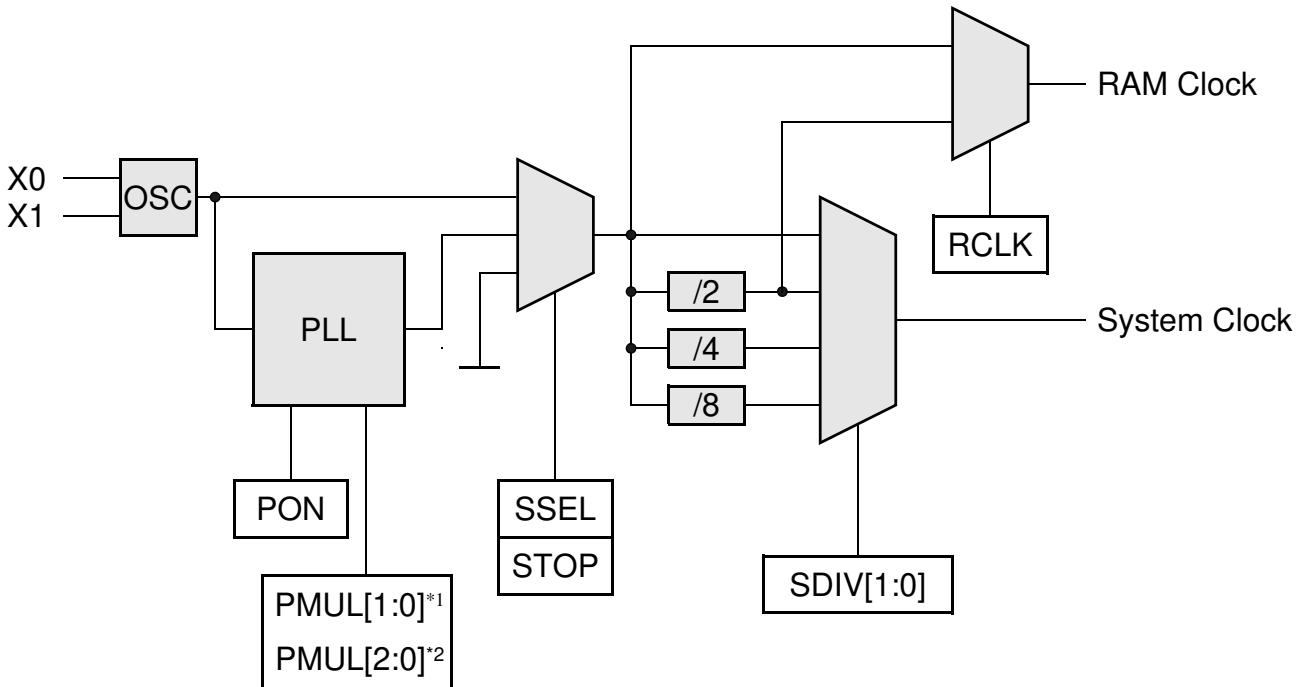 RAM Clock
X0
X1
OSC
RCLK
/2
PLL
System Clock
/4
/8
PON
SSEL
STOP
SDIV[1:0]
PMUL[1:0]*1
PMUL[2:0]*2